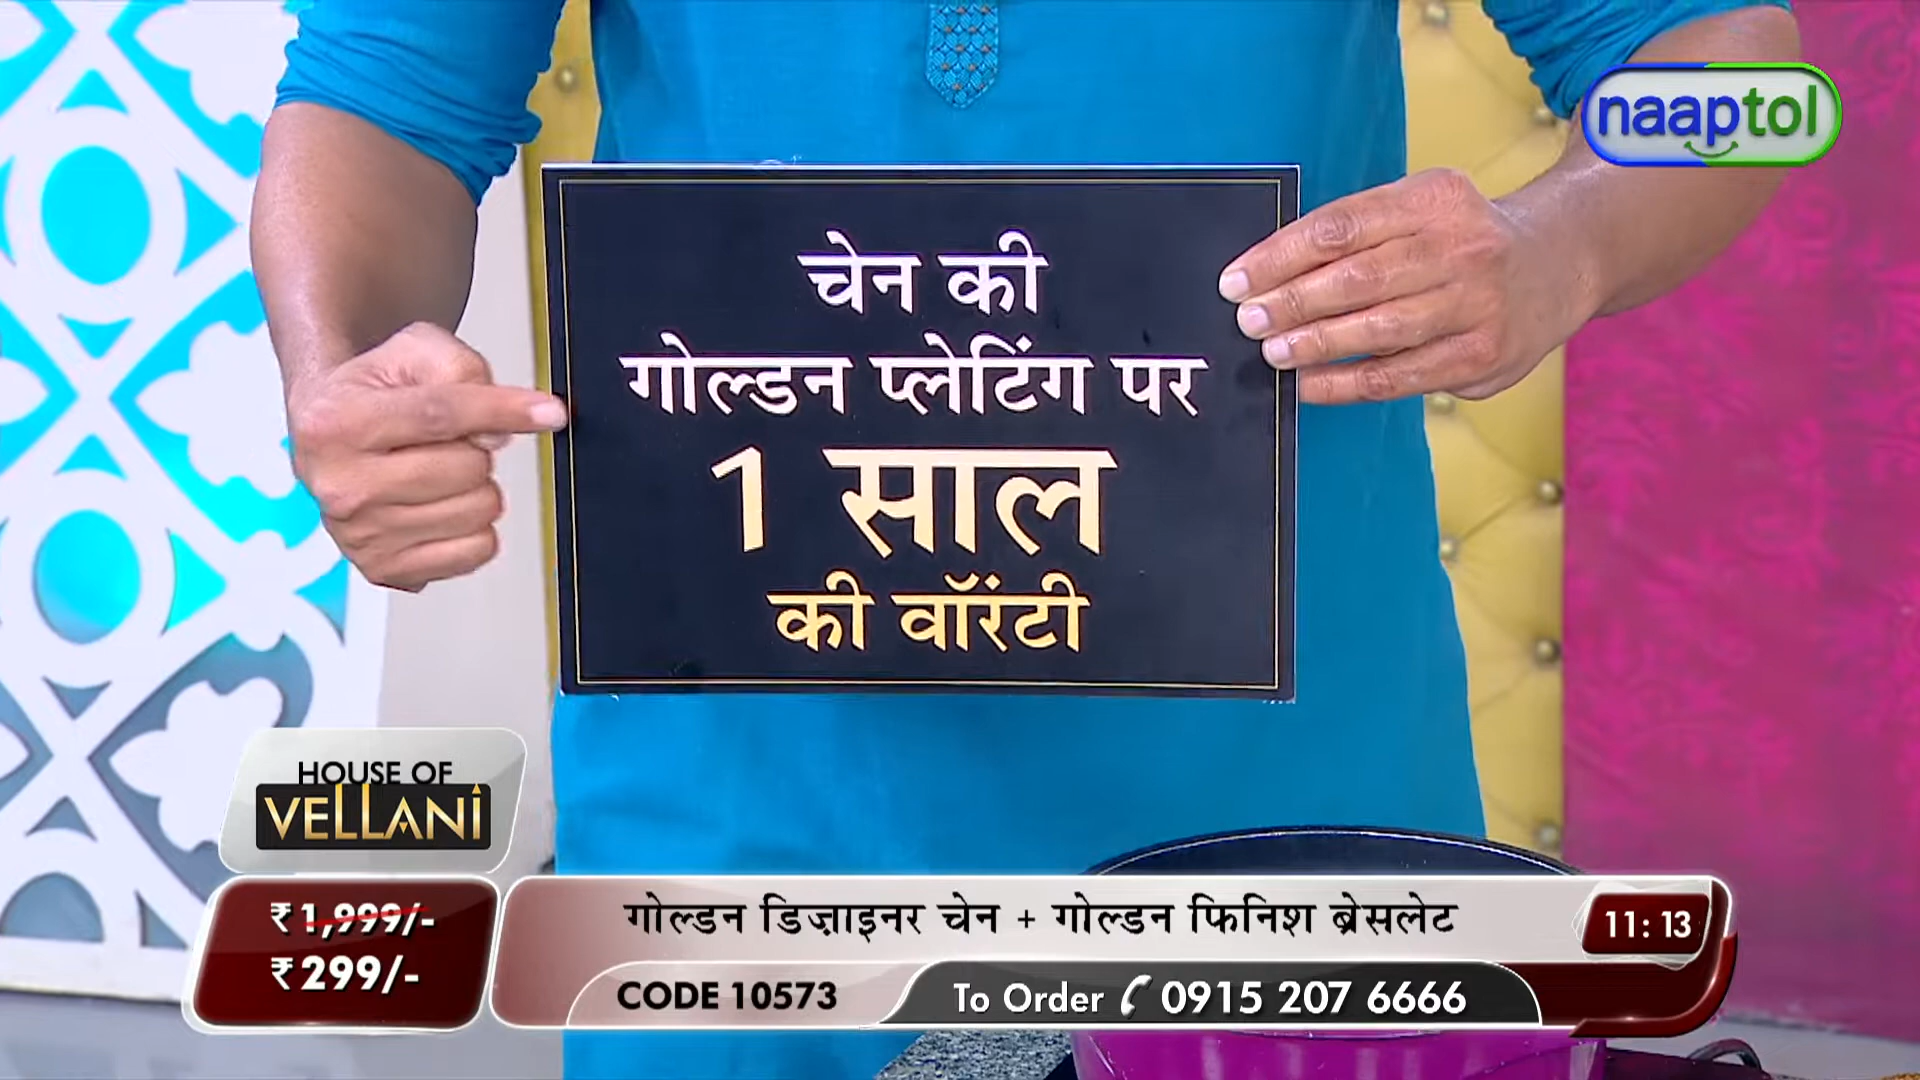 naaptol
चेन की
गोल्डन प्लेटिंग पर
1 साल
की वॉरंटी
HOUSE OF
VELLANI
₹ 1,999/-
₹ 299/-
गोल्डन डिज़ाइनर चेन + गोल्डन फिनिश ब्रेसलेट
11: 13
CODE 10573
To Order 0915 207 6666